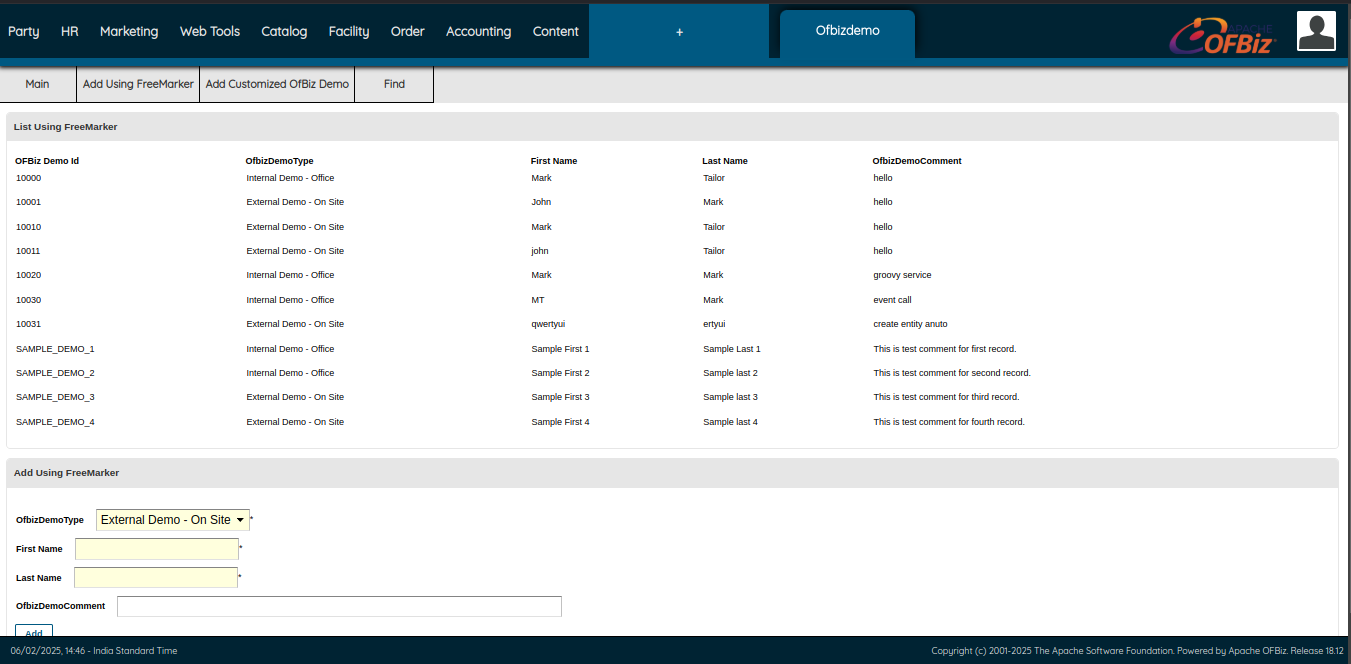 Party HR Marketing Web Tools Catalog Facility Order Accounting Content + Ofbizdemo APACHE OFBiz
Main Add Using FreeMarker Add Customized OfBiz Demo Find
List Using FreeMarker
OFBiz Demo Id OfbizDemoType First Name Last Name OfbizDemoComment
10000 Internal Demo - Office Mark Tailor hello
10001 External Demo - On Site John Mark hello
10010 External Demo - On Site Mark Tailor hello
10011 External Demo - On Site john Tailor hello
10020 Internal Demo - Office Mark Mark groovy service
10030 Internal Demo - Office MT Mark event call
10031 External Demo - On Site qwertyui ertyui create entity anuto
SAMPLE_DEMO_1 Internal Demo - Office Sample First 1 Sample Last 1 This is test comment for first record.
SAMPLE_DEMO_2 Internal Demo - Office Sample First 2 Sample last 2 This is test comment for second record.
SAMPLE_DEMO_3 External Demo - On Site Sample First 3 Sample last 3 This is test comment for third record.
SAMPLE_DEMO_4 External Demo - On Site Sample First 4 Sample last 4 This is test comment for fourth record.
Add Using FreeMarker
OfbizDemoType External Demo - On Site *
First Name *
Last Name *
OfbizDemoComment
Add
06/02/2025, 14:46 - India Standard Time Copyright (c) 2001-2025 The Apache Software Foundation. Powered by Apache OFBiz. Release 18.12